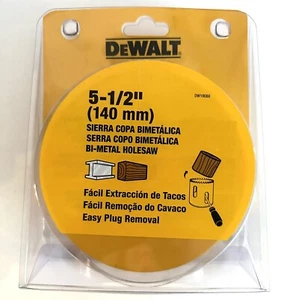 DEWALT
5-1/2"
(140 mm)
SIERRA COPA BIMETÁLICA
SERRA COPO BIMETÁLICA
BI-METAL HOLESAW
Fácil Extracción de Tacos
Fácil Remoção do Cavaco
Easy Plug Removal